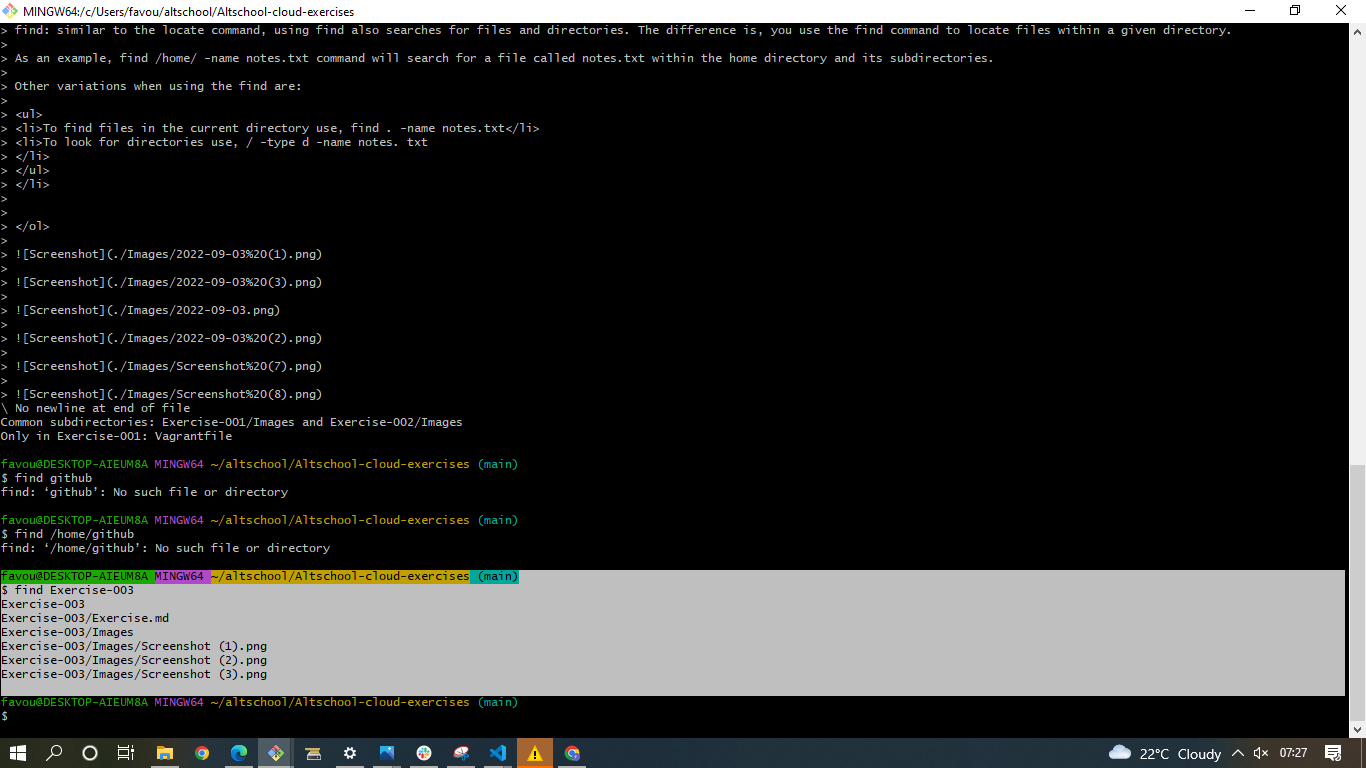 MINGW64:/c/Users/favou/altschool/Altschool-cloud-exercises
> find: similar to the locate command, using find also searches for files and directories. The difference is, you use the find command to locate files within a given directory.
>
> As an example, find /home/ -name notes.txt command will search for a file called notes.txt within the home directory and its subdirectories.
>
> Other variations when using the find are:
>
> <ul>
> <li>To find files in the current directory use, find . -name notes.txt</li>
> <li>To look for directories use, / -type d -name notes. txt
> </li>
> </ul>
> </li>
>
>
> </ol>
>
> ![Screenshot](./Images/2022-09-03%20(1).png)
>
> ![Screenshot](./Images/2022-09-03%20(3).png)
>
> ![Screenshot](./Images/2022-09-03.png)
>
> ![Screenshot](./Images/2022-09-03%20(2).png)
>
> ![Screenshot](./Images/Screenshot%20(7).png)
>
> ![Screenshot](./Images/Screenshot%20(8).png)
\ No newline at end of file
Common subdirectories: Exercise-001/Images and Exercise-002/Images
Only in Exercise-001: Vagrantfile
favou@DESKTOP-AIEUM8A MINGW64 ~/altschool/Altschool-cloud-exercises (main)
$ find github
find: ‘github’: No such file or directory
favou@DESKTOP-AIEUM8A MINGW64 ~/altschool/Altschool-cloud-exercises (main)
$ find /home/github
find: ‘/home/github’: No such file or directory
favou@DESKTOP-AIEUM8A MINGW64 ~/altschool/Altschool-cloud-exercises (main)
$ find Exercise-003
Exercise-003
Exercise-003/Exercise.md
Exercise-003/Images
Exercise-003/Images/Screenshot (1).png
Exercise-003/Images/Screenshot (2).png
Exercise-003/Images/Screenshot (3).png
favou@DESKTOP-AIEUM8A MINGW64 ~/altschool/Altschool-cloud-exercises (main)
$
22°C Cloudy 07:27